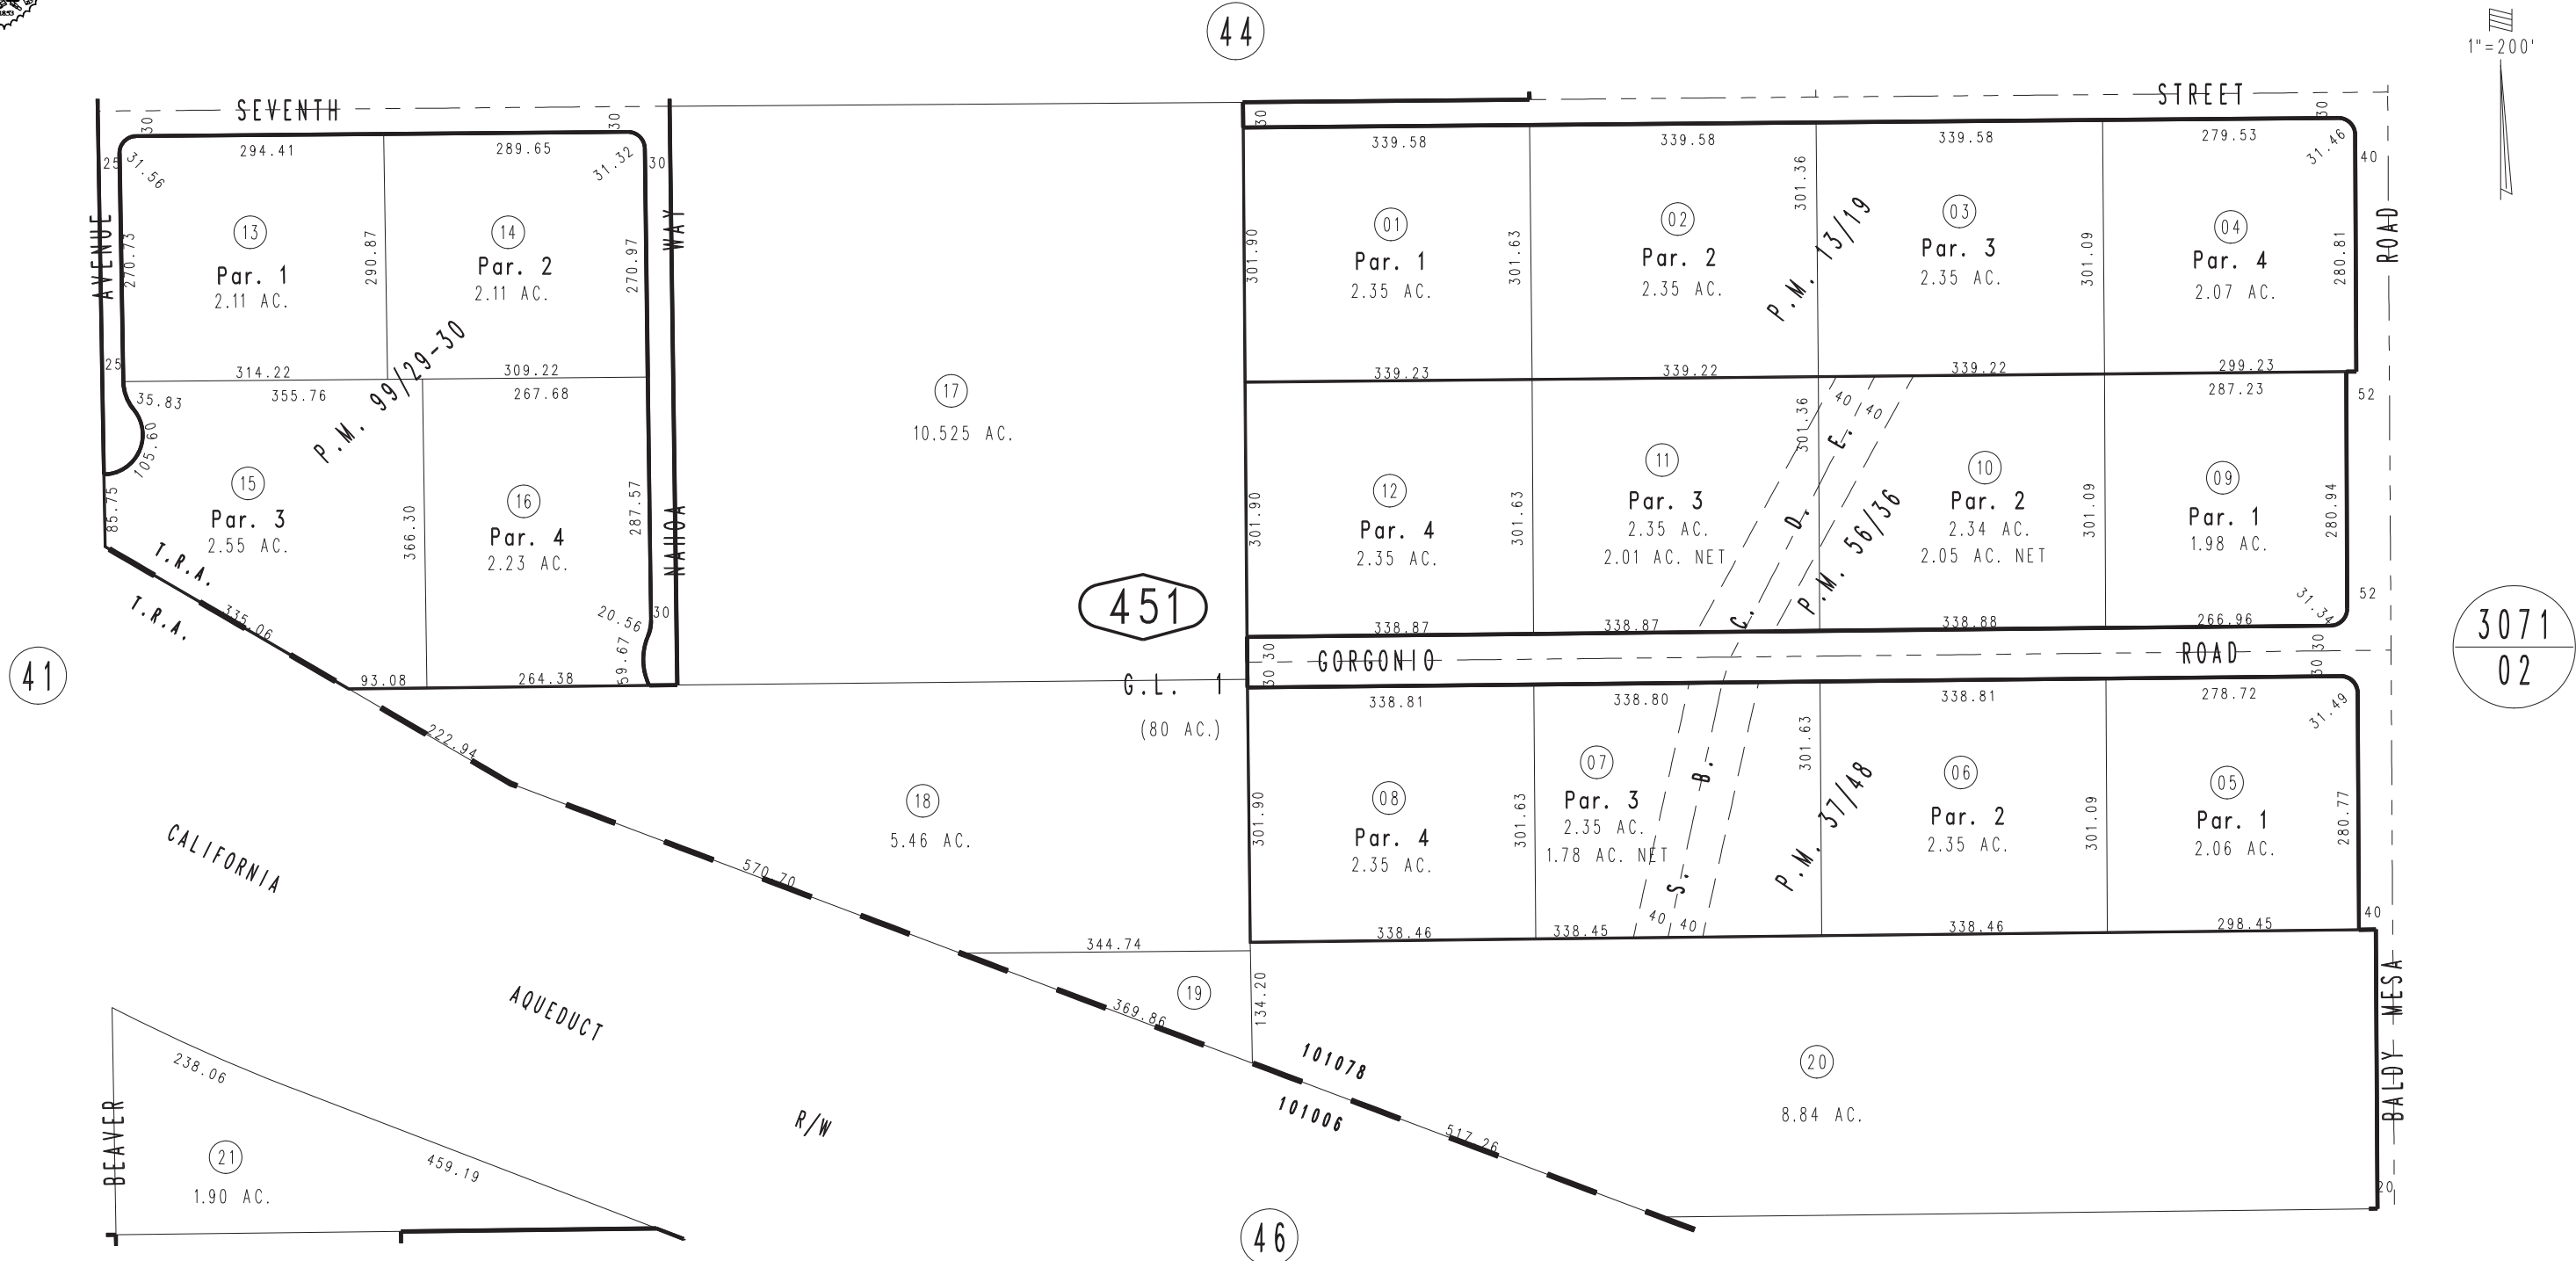 44
1"=200'
SEVENTH
STREET
30
30
30
30
25
31.56
294.41
289.65
31.32
30
339.58
339.58
339.58
279.53
31.46
40
AVENUE
270.73
13
Par. 1
2.11 AC.
290.87
14
Par. 2
2.11 AC.
270.97
WAY
301.90
01
Par. 1
2.35 AC.
301.63
02
Par. 2
2.35 AC.
301.36
P.M. 13/19
03
Par. 3
2.35 AC.
301.09
04
Par. 4
2.07 AC.
280.81
ROAD
25
314.22
309.22
339.23
339.22
339.22
299.23
P.M. 99/29-30
35.83
355.76
267.68
105.60
17
10.525 AC.
287.23
52
85.75
15
Par. 3
2.55 AC.
366.30
16
Par. 4
2.23 AC.
287.57
301.90
12
Par. 4
2.35 AC.
301.63
11
Par. 3
2.35 AC.
2.01 AC. NET
301.36
40
40
S. B. C. D. E.
P.M. 56/36
10
Par. 2
2.34 AC.
2.05 AC. NET
301.09
09
Par. 1
1.98 AC.
280.94
31.34
52
T.R.A.
T.R.A.
335.06
20.56
30
59.67
451
338.87
338.87
338.88
266.96
30
30
GORGONIO
ROAD
30
30
3071
02
41
93.08
264.38
G.L. 1
(80 AC.)
222.94
338.81
338.80
338.81
278.72
31.49
18
5.46 AC.
301.90
08
Par. 4
2.35 AC.
301.63
07
Par. 3
2.35 AC.
1.78 AC. NET
301.63
P.M. 37/48
06
Par. 2
2.35 AC.
301.09
05
Par. 1
2.06 AC.
280.77
CALIFORNIA
570.70
40
40
40
338.46
338.45
338.46
298.45
344.74
AQUEDUCT
19
134.20
369.86
BALDY MESA
238.06
101078
101006
20
8.84 AC.
R/W
BEAVER
21
1.90 AC.
459.19
517.26
20
46